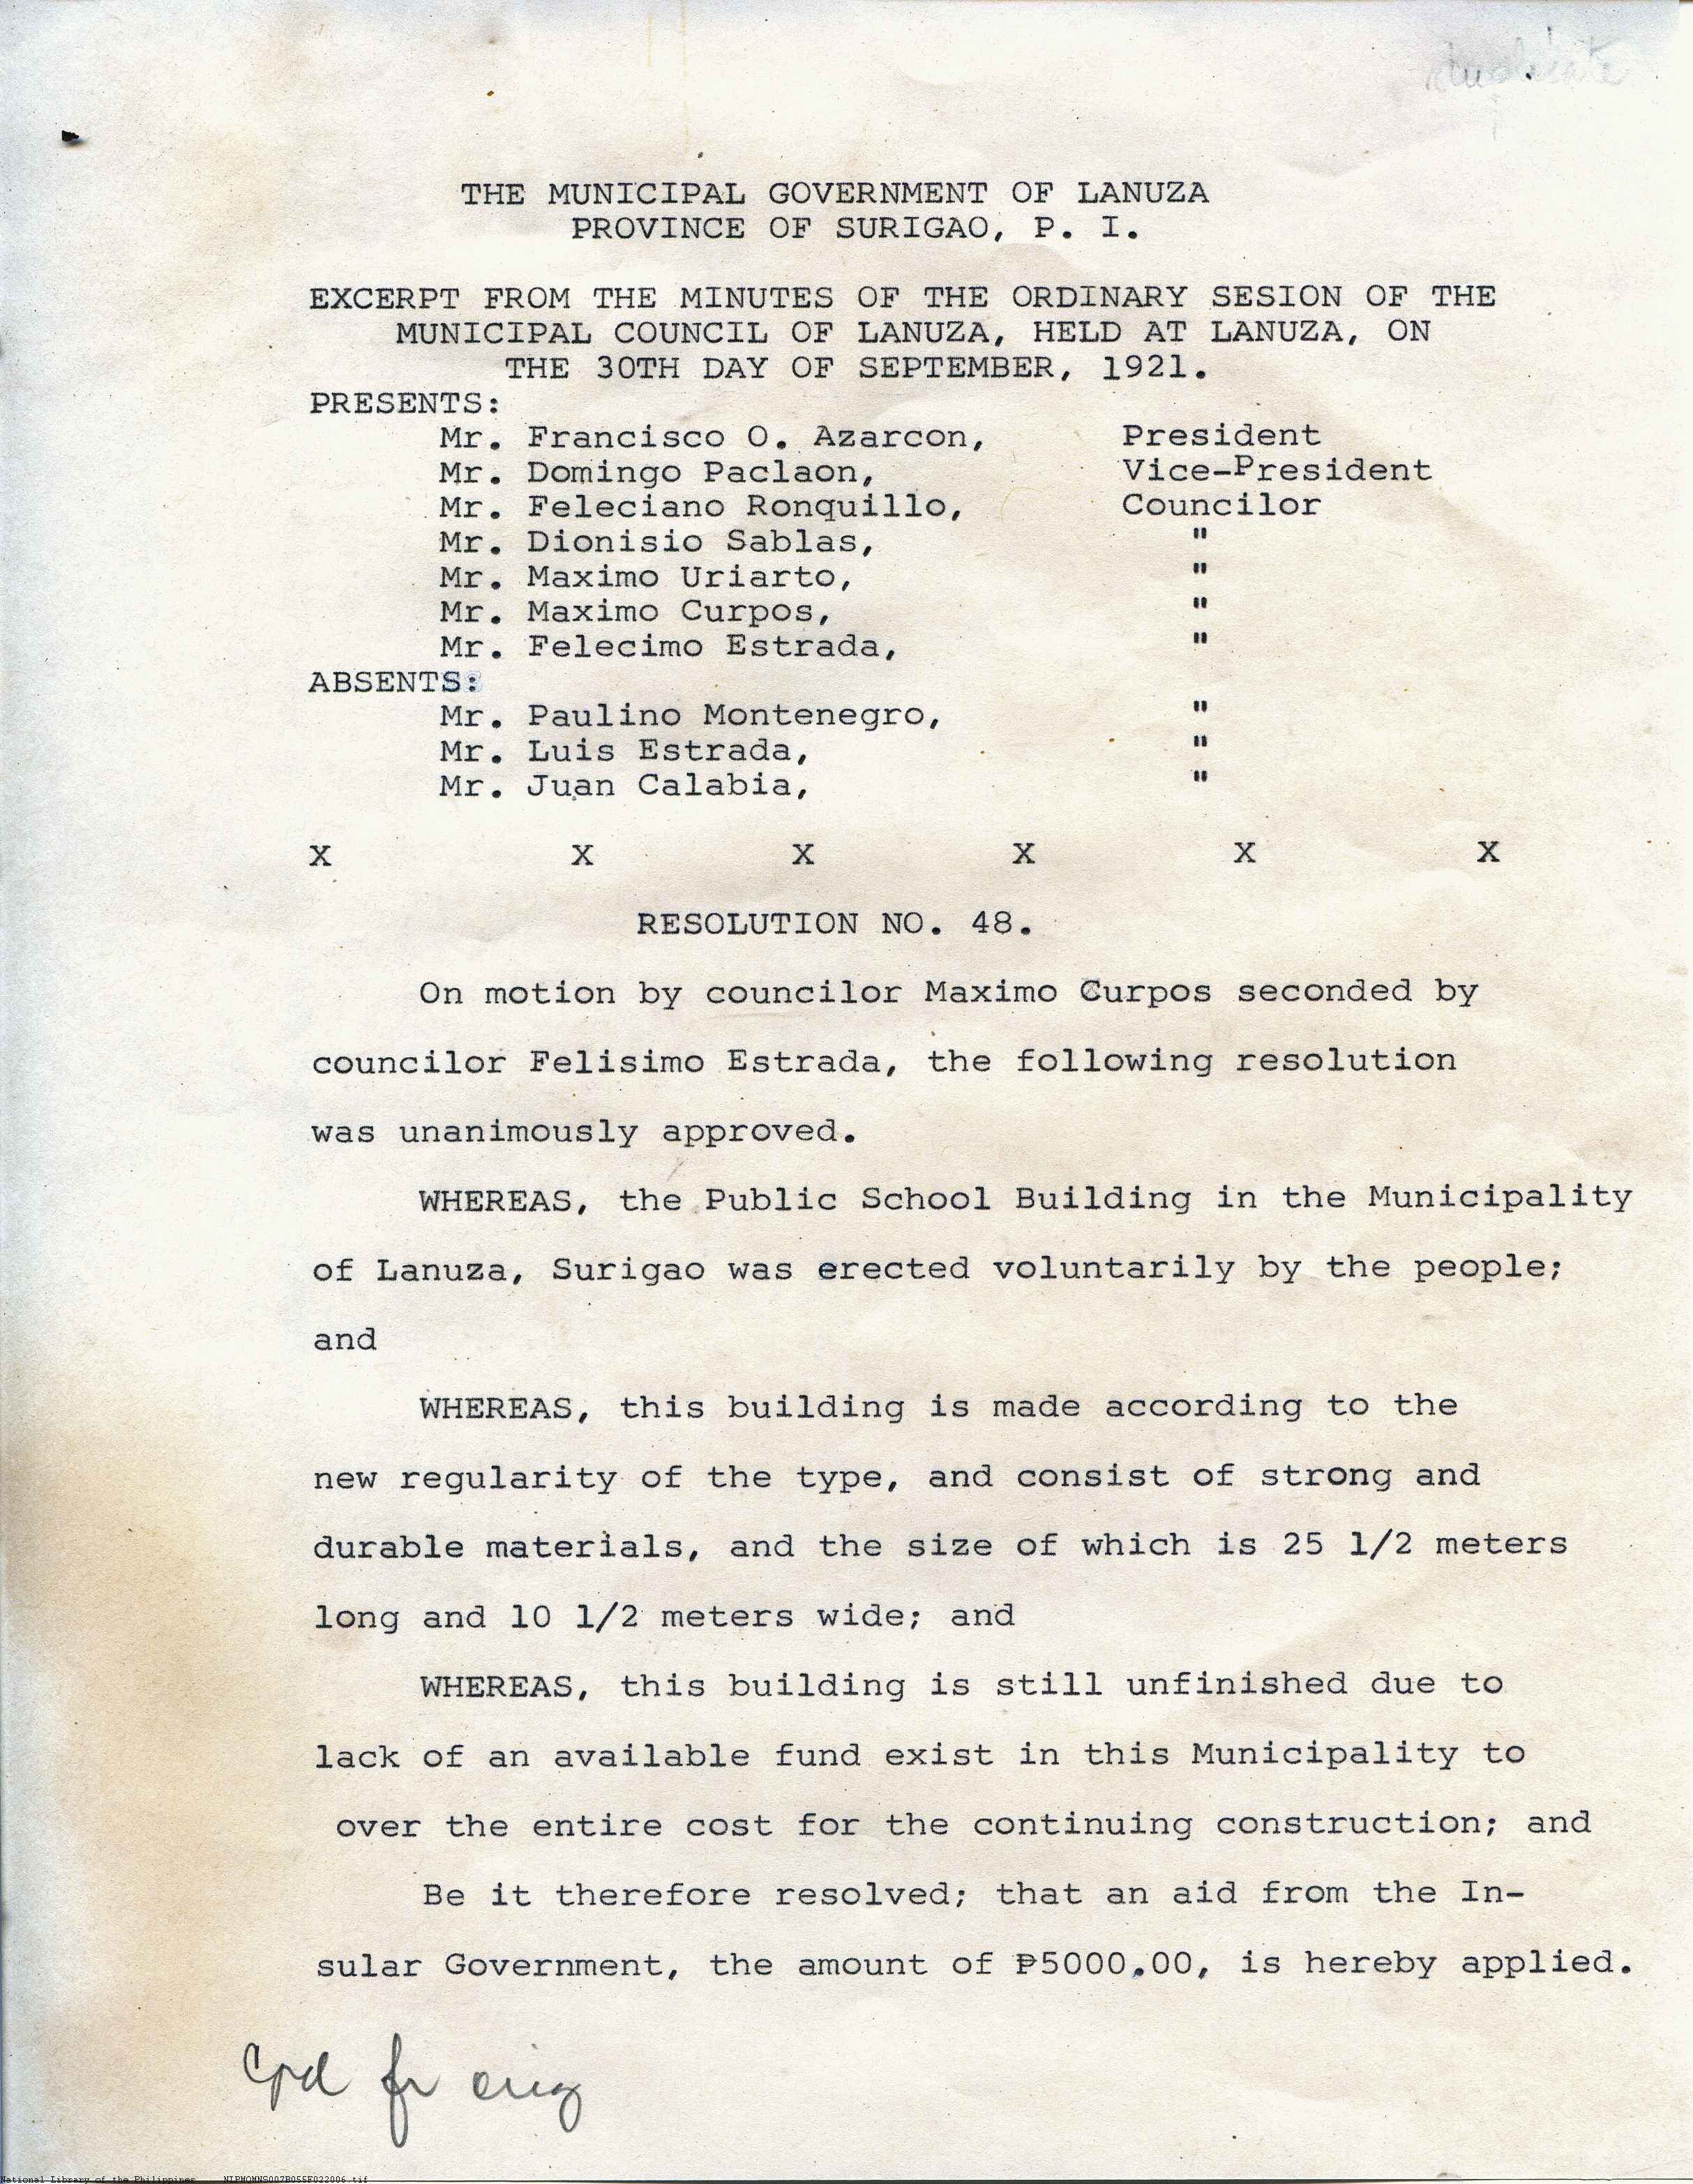 duplicate
THE MUNICIPAL GOVERNMENT OF LANUZA
PROVINCE OF SURIGAO, P. I.
EXCERPT FROM THE MINUTES OF THE ORDINARY SESION OF THE
MUNICIPAL COUNCIL OF LANUZA, HELD AT LANUZA, ON
THE 30TH DAY OF SEPTEMBER, 1921.
PRESENTS:
Mr. Francisco O. Azarcon, President
Mr. Domingo Paclaon, Vice-President
Mr. Feleciano Ronquillo, Councilor
Mr. Dionisio Sablas, "
Mr. Maximo Uriarto, "
Mr. Maximo Curpos, "
Mr. Felecimo Estrada, "
ABSENTS:
Mr. Paulino Montenegro, "
Mr. Luis Estrada, "
Mr. Juan Calabia, "
X X X X X X
RESOLUTION NO. 48.
On motion by councilor Maximo Curpos seconded by
councilor Felisimo Estrada, the following resolution
was unanimously approved.
WHEREAS, the Public School Building in the Municipality
of Lanuza, Surigao was erected voluntarily by the people;
and
WHEREAS, this building is made according to the
new regularity of the type, and consist of strong and
durable materials, and the size of which is 25 1/2 meters
long and 10 1/2 meters wide; and
WHEREAS, this building is still unfinished due to
lack of an available fund exist in this Municipality to
over the entire cost for the continuing construction; and
Be it therefore resolved; that an aid from the In-
sular Government, the amount of ₱5000.00, is hereby applied.
Cpd fr orig
National Library of the Philippines NLPMOMNS007B055F022006.tif